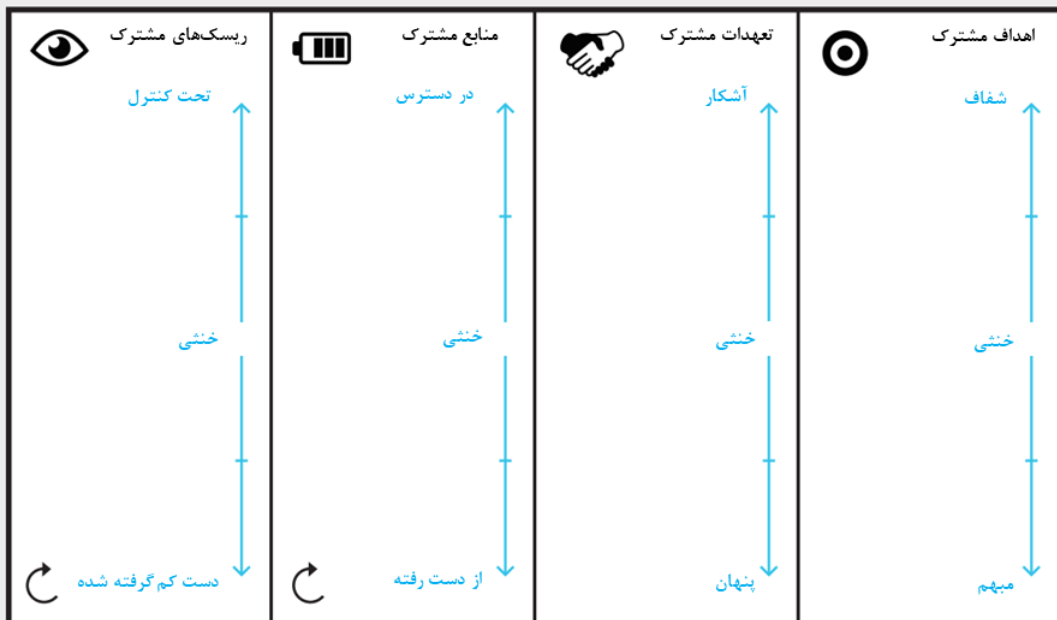 اهداف مشترک
شفاف
خنثی
مبهم
تعهدات مشترک
آشکار
خنثی
پنهان
منابع مشترک
در دسترس
خنثی
از دست رفته
ریسک‌های مشترک
تحت کنترل
خنثی
دست کم گرفته شده